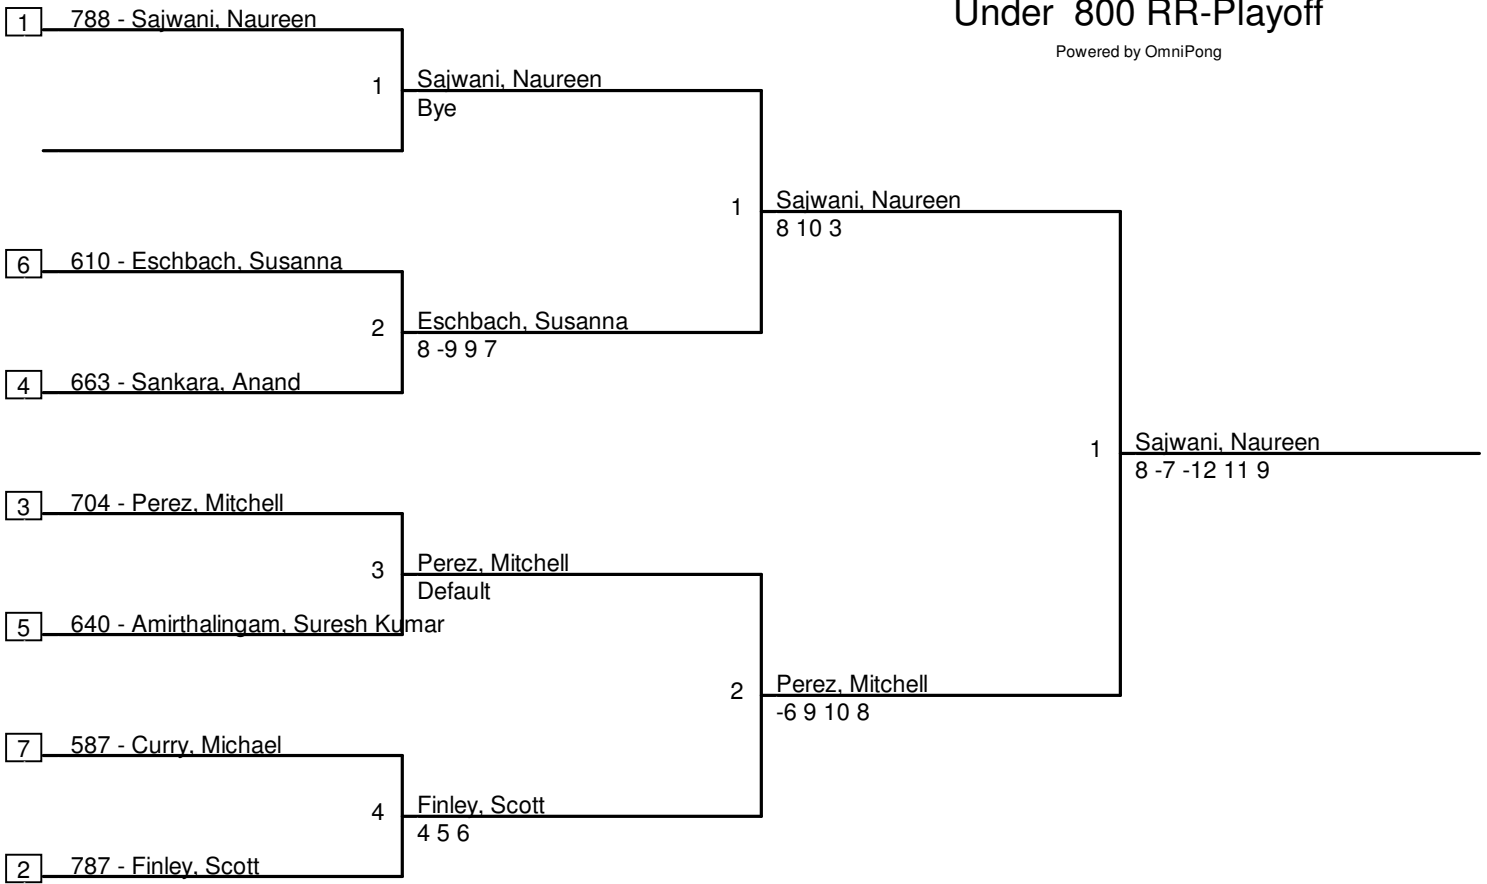 Under 800 RR-Playoff
Powered by OmniPong
1 788 - Sajwani, Naureen
1 Sajwani, Naureen
Bye
1 Sajwani, Naureen
8 10 3
6 610 - Eschbach, Susanna
2 Eschbach, Susanna
8 -9 9 7
4 663 - Sankara, Anand
1 Sajwani, Naureen
8 -7 -12 11 9
3 704 - Perez, Mitchell
3 Perez, Mitchell
Default
5 640 - Amirthalingam, Suresh Kumar
2 Perez, Mitchell
-6 9 10 8
7 587 - Curry, Michael
4 Finley, Scott
4 5 6
2 787 - Finley, Scott